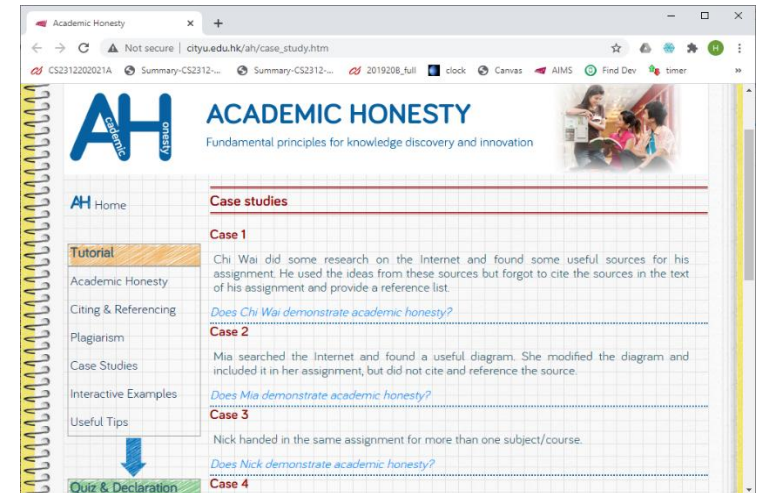 Academic Honesty
Not secure | cityu.edu.hk/ah/case_study.htm
H
CS2312202021A Summary-CS2312-... Summary-CS2312-... 2019208_full clock Canvas AIMS Find Dev timer »
AH
cademic
onesty
ACADEMIC HONESTY
Fundamental principles for knowledge discovery and innovation
AH Home
Tutorial
Academic Honesty
Citing & Referencing
Plagiarism
Case Studies
Interactive Examples
Useful Tips
Quiz & Declaration
Case studies
Case 1
Chi Wai did some research on the Internet and found some useful sources for his
assignment. He used the ideas from these sources but forgot to cite the sources in the text
of his assignment and provide a reference list.
Does Chi Wai demonstrate academic honesty?
Case 2
Mia searched the Internet and found a useful diagram. She modified the diagram and
included it in her assignment, but did not cite and reference the source.
Does Mia demonstrate academic honesty?
Case 3
Nick handed in the same assignment for more than one subject/course.
Does Nick demonstrate academic honesty?
Case 4